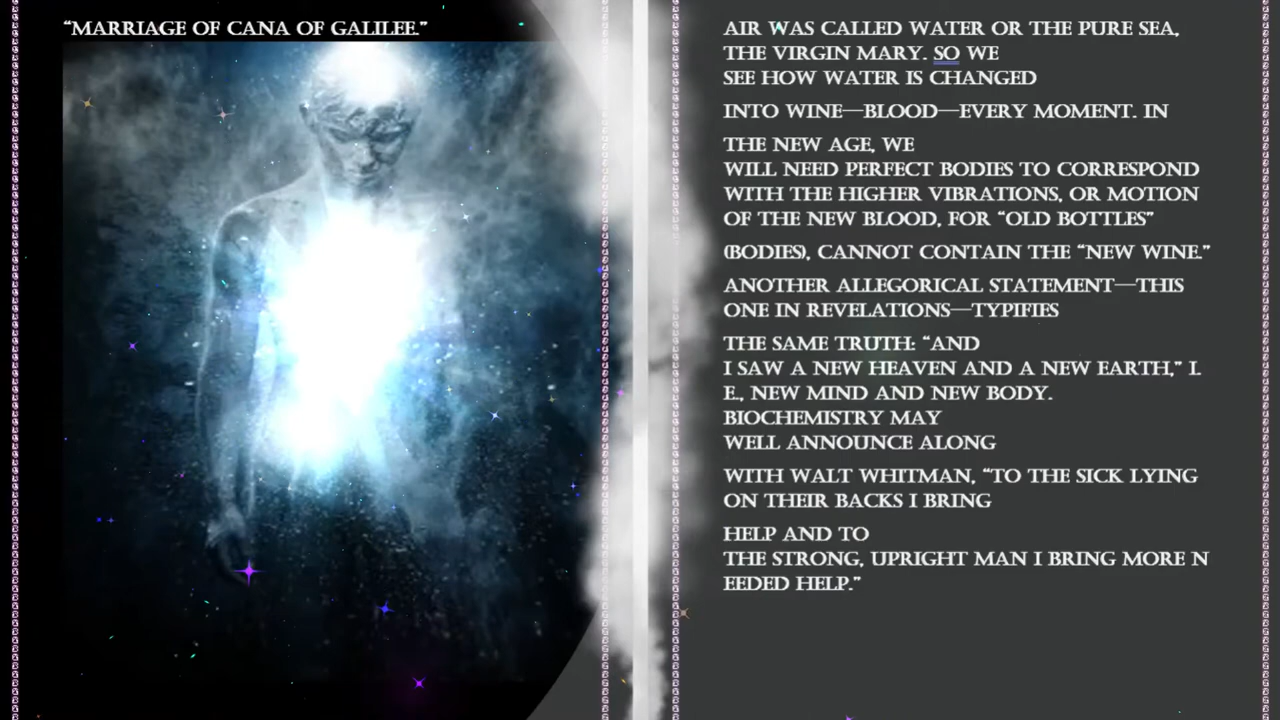 “MARRIAGE OF CANA OF GALILEE.”
AIR WAS CALLED WATER OR THE PURE SEA,
THE VIRGIN MARY. SO WE
SEE HOW WATER IS CHANGED
INTO WINE—BLOOD—EVERY MOMENT. IN
THE NEW AGE, WE
WILL NEED PERFECT BODIES TO CORRESPOND
WITH THE HIGHER VIBRATIONS, OR MOTION
OF THE NEW BLOOD, FOR “OLD BOTTLES”
(BODIES), CANNOT CONTAIN THE “NEW WINE.”
ANOTHER ALLEGORICAL STATEMENT—THIS
ONE IN REVELATIONS—TYPIFIES
THE SAME TRUTH: “AND
I SAW A NEW HEAVEN AND A NEW EARTH,” I.
E., NEW MIND AND NEW BODY.
BIOCHEMISTRY MAY
WELL ANNOUNCE ALONG
WITH WALT WHITMAN, “TO THE SICK LYING
ON THEIR BACKS I BRING
HELP AND TO
THE STRONG, UPRIGHT MAN I BRING MORE N
EEDED HELP.”